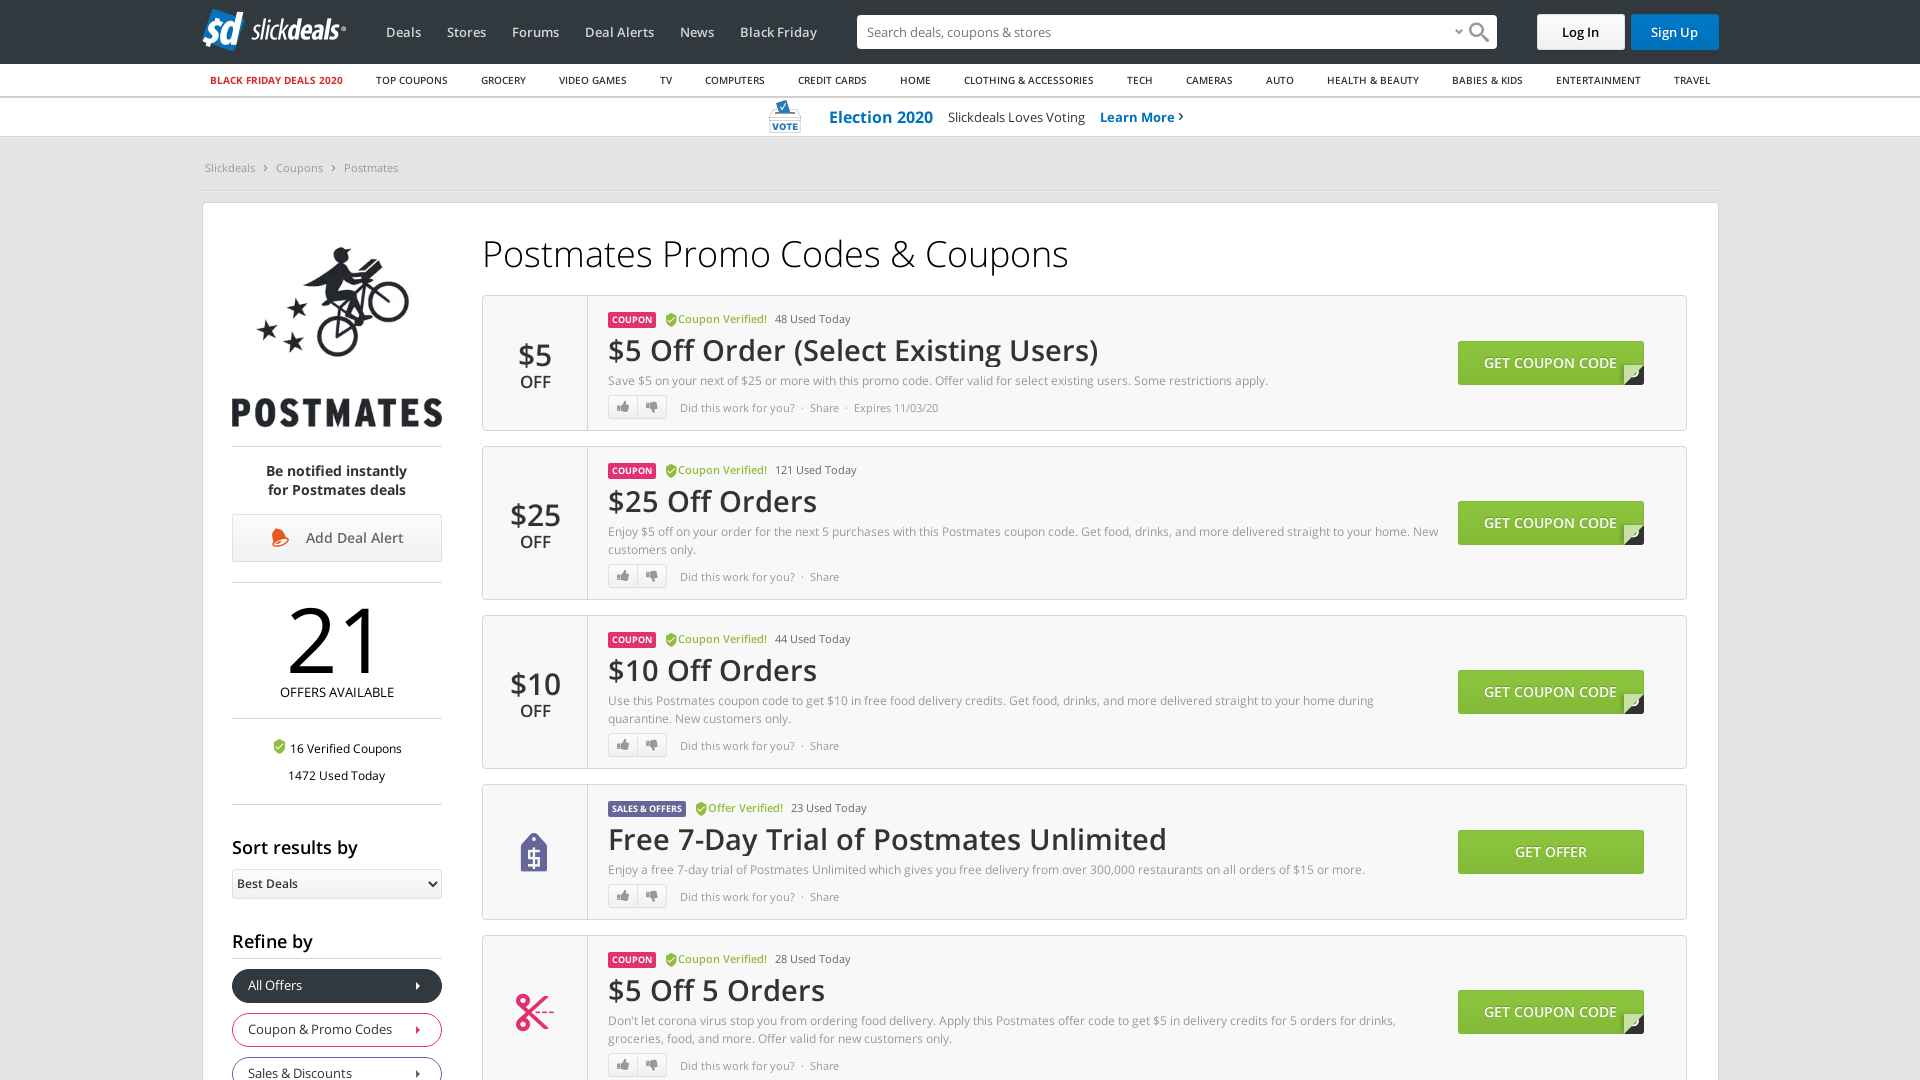 sd slickdeals
Deals Stores Forums Deal Alerts News Black Friday Search deals, coupons & stores Log In Sign Up
BLACK FRIDAY DEALS 2020 TOP COUPONS GROCERY VIDEO GAMES TV COMPUTERS CREDIT CARDS HOME CLOTHING & ACCESSORIES TECH CAMERAS AUTO HEALTH & BEAUTY BABIES & KIDS ENTERTAINMENT TRAVEL
VOTE Election 2020 Slickdeals Loves Voting Learn More
Slickdeals Coupons Postmates
POSTMATES
Be notified instantly
for Postmates deals
Add Deal Alert
21
OFFERS AVAILABLE
16 Verified Coupons
1472 Used Today
Sort results by
Best Deals
Refine by
All Offers
Coupon & Promo Codes
Sales & Discounts
Postmates Promo Codes & Coupons
$5
OFF
COUPON Coupon Verified! 48 Used Today
$5 Off Order (Select Existing Users)
Save $5 on your next of $25 or more with this promo code. Offer valid for select existing users. Some restrictions apply.
Did this work for you? · Share · Expires 11/03/20
GET COUPON CODE
$25
OFF
COUPON Coupon Verified! 121 Used Today
$25 Off Orders
Enjoy $5 off on your order for the next 5 purchases with this Postmates coupon code. Get food, drinks, and more delivered straight to your home. New
customers only.
Did this work for you? · Share
GET COUPON CODE
$10
OFF
COUPON Coupon Verified! 44 Used Today
$10 Off Orders
Use this Postmates coupon code to get $10 in free food delivery credits. Get food, drinks, and more delivered straight to your home during
quarantine. New customers only.
Did this work for you? · Share
GET COUPON CODE
SALES & OFFERS Offer Verified! 23 Used Today
Free 7-Day Trial of Postmates Unlimited
Enjoy a free 7-day trial of Postmates Unlimited which gives you free delivery from over 300,000 restaurants on all orders of $15 or more.
Did this work for you? · Share
GET OFFER
COUPON Coupon Verified! 28 Used Today
$5 Off 5 Orders
Don't let corona virus stop you from ordering food delivery. Apply this Postmates offer code to get $5 in delivery credits for 5 orders for drinks,
groceries, food, and more. Offer valid for new customers only.
Did this work for you? · Share
GET COUPON CODE